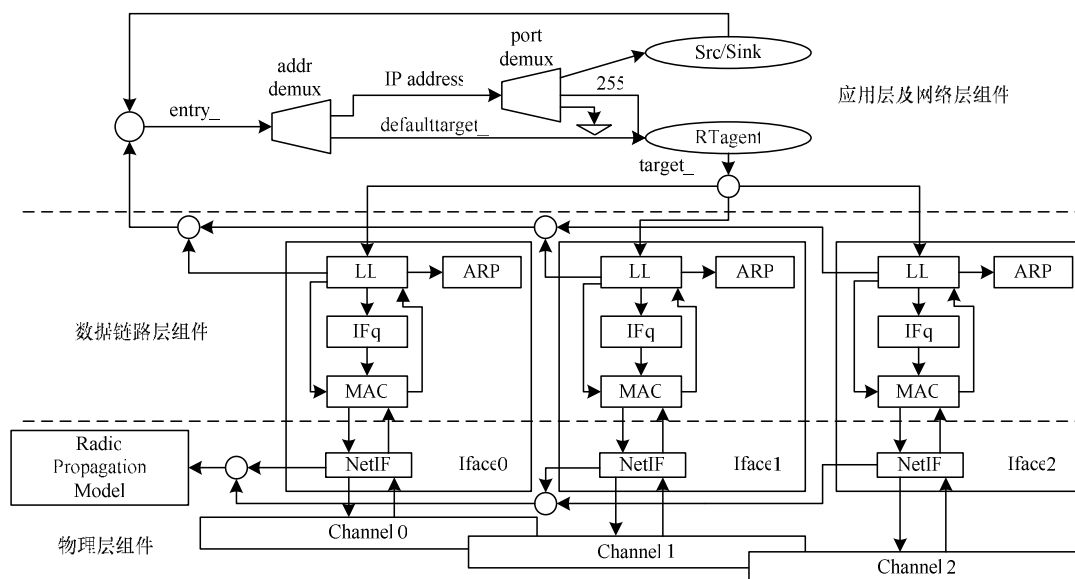 port
demux
Src/Sink
addr
demux
IP address
255
应用层及网络层组件
entry_
defaulttarget_
RTagent
target_
LL
ARP
LL
ARP
LL
ARP
数据链路层组件
IFq
IFq
IFq
MAC
MAC
MAC
Radic
Propagation
Model
NetIF
Iface0
NetIF
Iface1
NetIF
Iface2
物理层组件
Channel 0
Channel 1
Channel 2